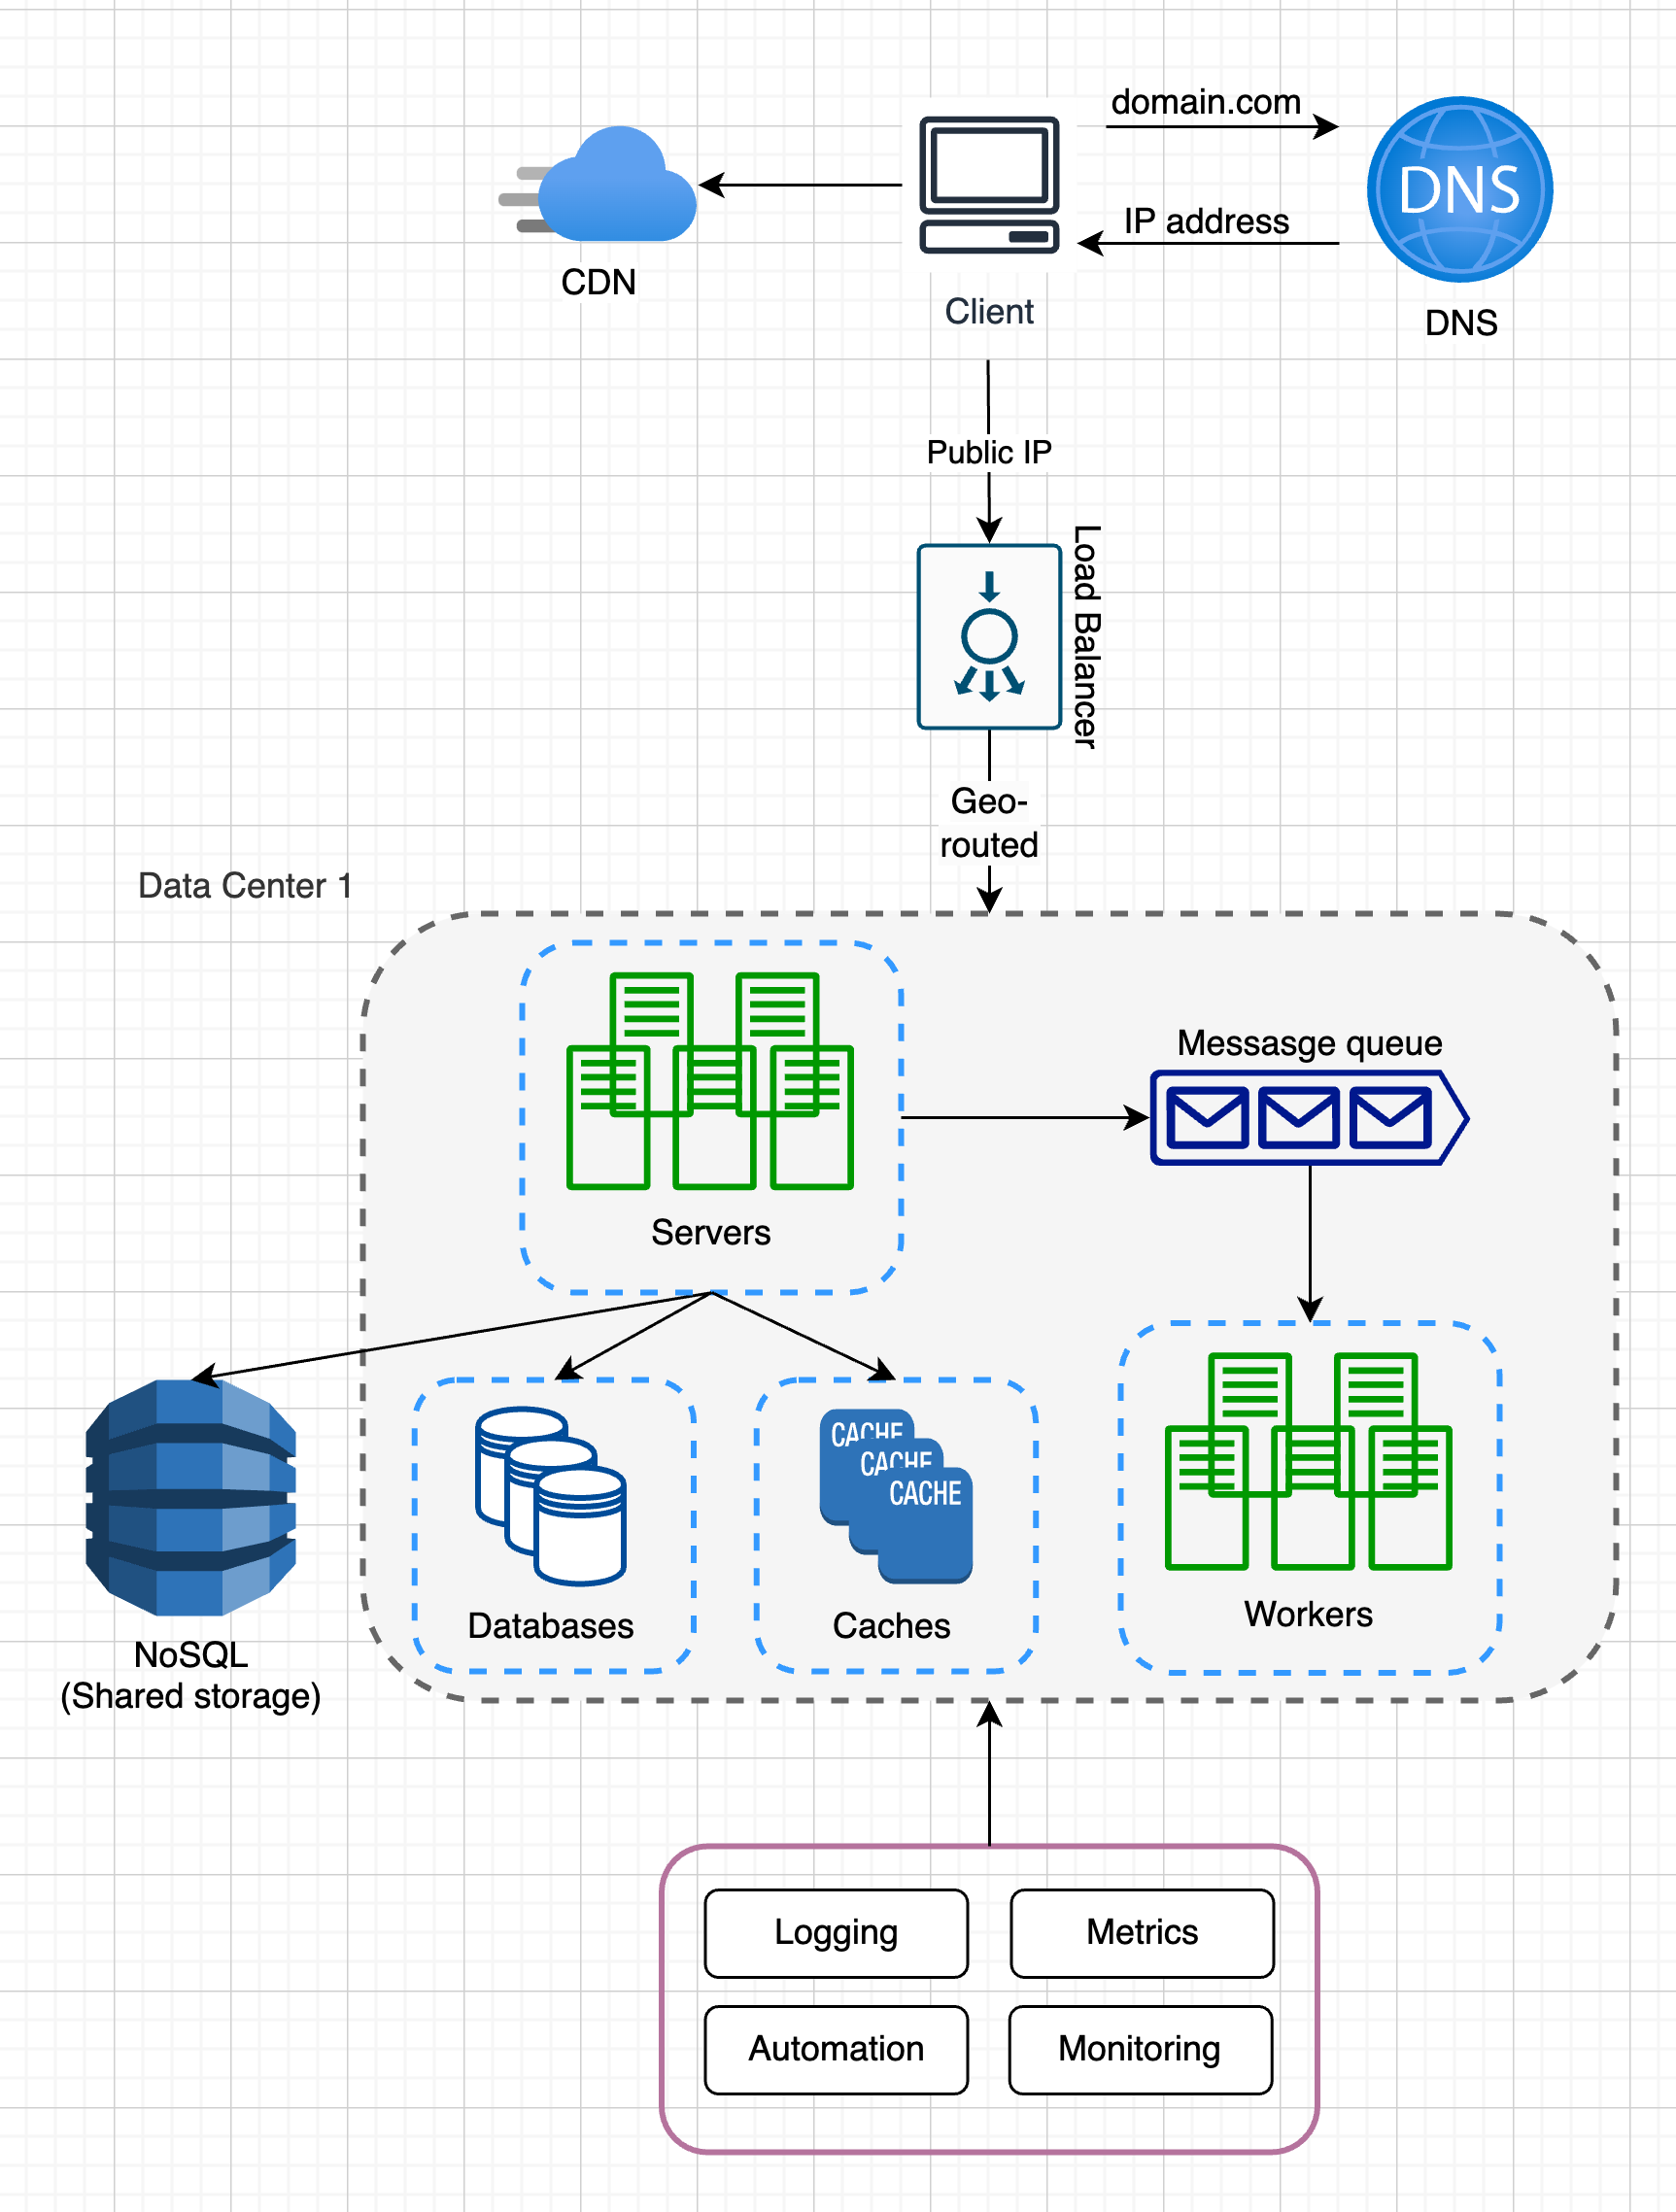 domain.com
DNS
IP address
CDN
Client
DNS
Public IP
Load Balancer
Geo-
routed
Data Center 1
Messasge queue
Servers
CACHE
CACHE
CACHE
Databases
Caches
Workers
NoSQL
(Shared storage)
Logging
Metrics
Automation
Monitoring